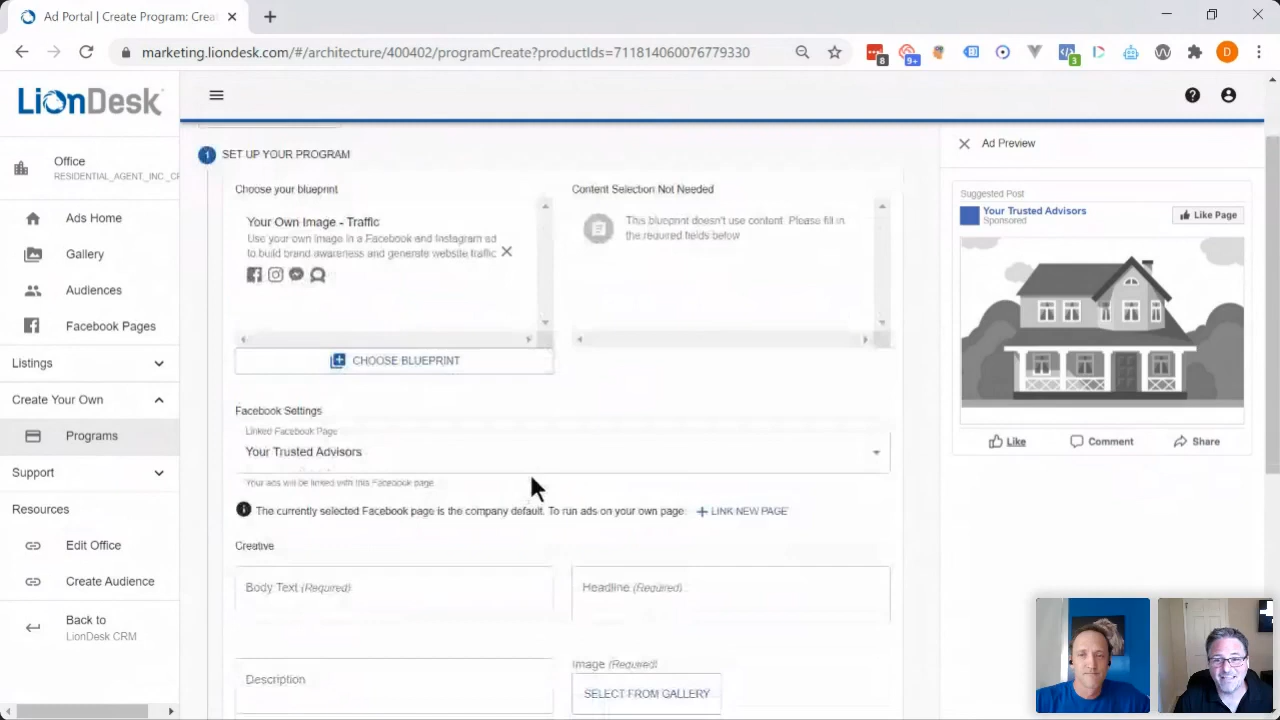 Ad Portal | Create Program: Crea
marketing.liondesk.com/#/architecture/400402/programCreate?productIds=711814060076779330
8
9+
3
D
LionDesk
Office
RESIDENTIAL_AGENT_INC_CR
Ads Home
Gallery
Audiences
Facebook Pages
Listings
Create Your Own
Programs
Support
Resources
Edit Office
Create Audience
Back to
LionDesk CRM
1 SET UP YOUR PROGRAM
Choose your blueprint
Your Own Image - Traffic
Use your own image in a Facebook and Instagram ad
to build brand awareness and generate website traffic
CHOOSE BLUEPRINT
Content Selection Not Needed
This blueprint doesn't use content. Please fill in
the required fields below
Facebook Settings
Linked Facebook Page
Your Trusted Advisors
Your ads will be linked with this Facebook page.
The currently selected Facebook page is the company default. To run ads on your own page:
LINK NEW PAGE
Creative
Body Text (Required)
Headline (Required)
Description
Image (Required)
SELECT FROM GALLERY
Ad Preview
Suggested Post
Your Trusted Advisors
Sponsored
Like Page
Like
Comment
Share